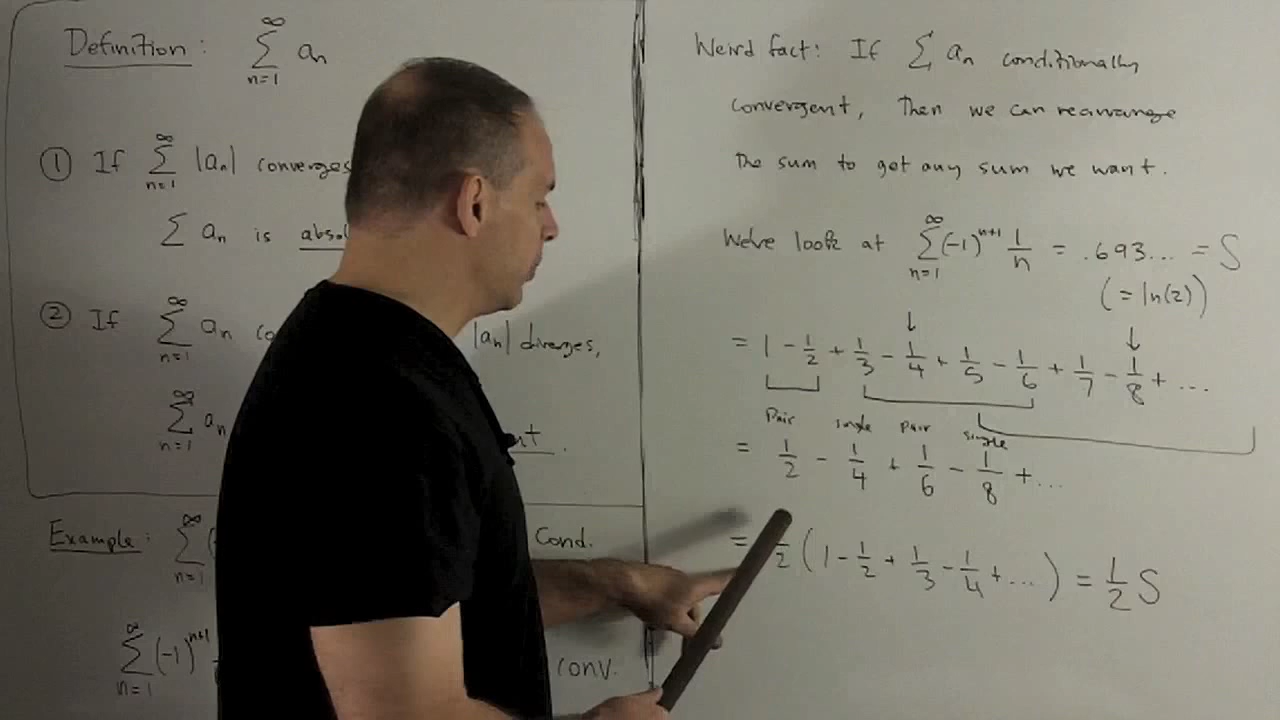 Definition: ∞∑n=1 an
① If ∞∑n=1 |an| converges
∑ an is
② If ∞∑n=1 an |an| diverges,
∞∑n=1 an
Example: ∞∑n=1 Cond.
∞∑n=1 (-1)^n+1 conv.
Weird fact: If ∑ an conditionally
convergent, Then we can rearrange
the sum to get any sum we want.
We've look at ∞∑n=1 (-1)^n+1 1/n = .693... = S
(= ln(2))
↓ ↓
= 1 - 1/2 + 1/3 - 1/4 + 1/5 - 1/6 + 1/7 - 1/8 + ...
Pair single Pair single
= 1/2 - 1/4 + 1/6 - 1/8 + ...
= 1/2 (1 - 1/2 + 1/3 - 1/4 + ...) = 1/2 S